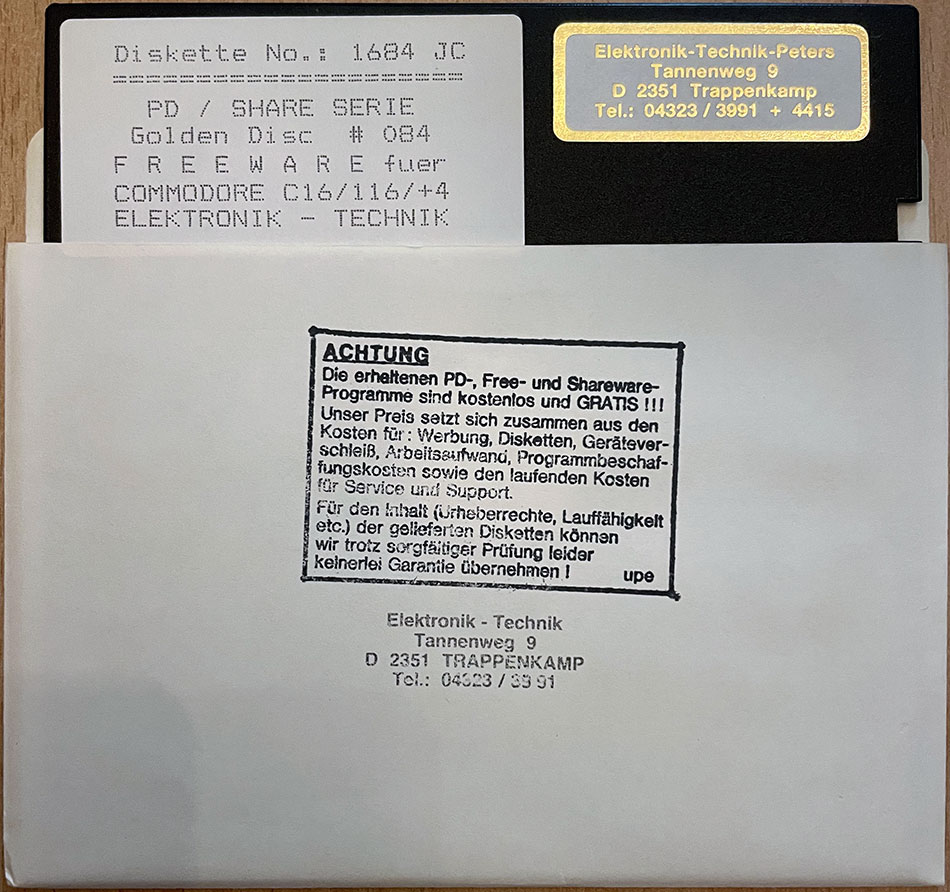 Diskette No.: 1684 JC
======================
PD / SHARE SERIE
Golden Disc # 084
F R E E W A R E fuer
COMMODORE C16/116/+4
ELEKTRONIK - TECHNIK
Elektronik-Technik-Peters
Tannenweg 9
D 2351 Trappenkamp
Tel.: 04323 / 3991 + 4415
ACHTUNG
Die erhaltenen PD-, Free- und Shareware-
Programme sind kostenlos und GRATIS !!!
Unser Preis setzt sich zusammen aus den
Kosten für: Werbung, Disketten, Gerätever-
schleiß, Arbeitsaufwand, Programmbeschaf-
fungskosten sowie den laufenden Kosten
für Service und Support.
Für den Inhalt (Urheberrechte, Lauffähigkeit
etc.) der gelieferten Disketten können
wir trotz sorgfältiger Prüfung leider
keinerlei Garantie übernehmen ! upe
Elektronik - Technik
Tannenweg 9
D 2351 TRAPPENKAMP
Tel.: 04323 / 39 91